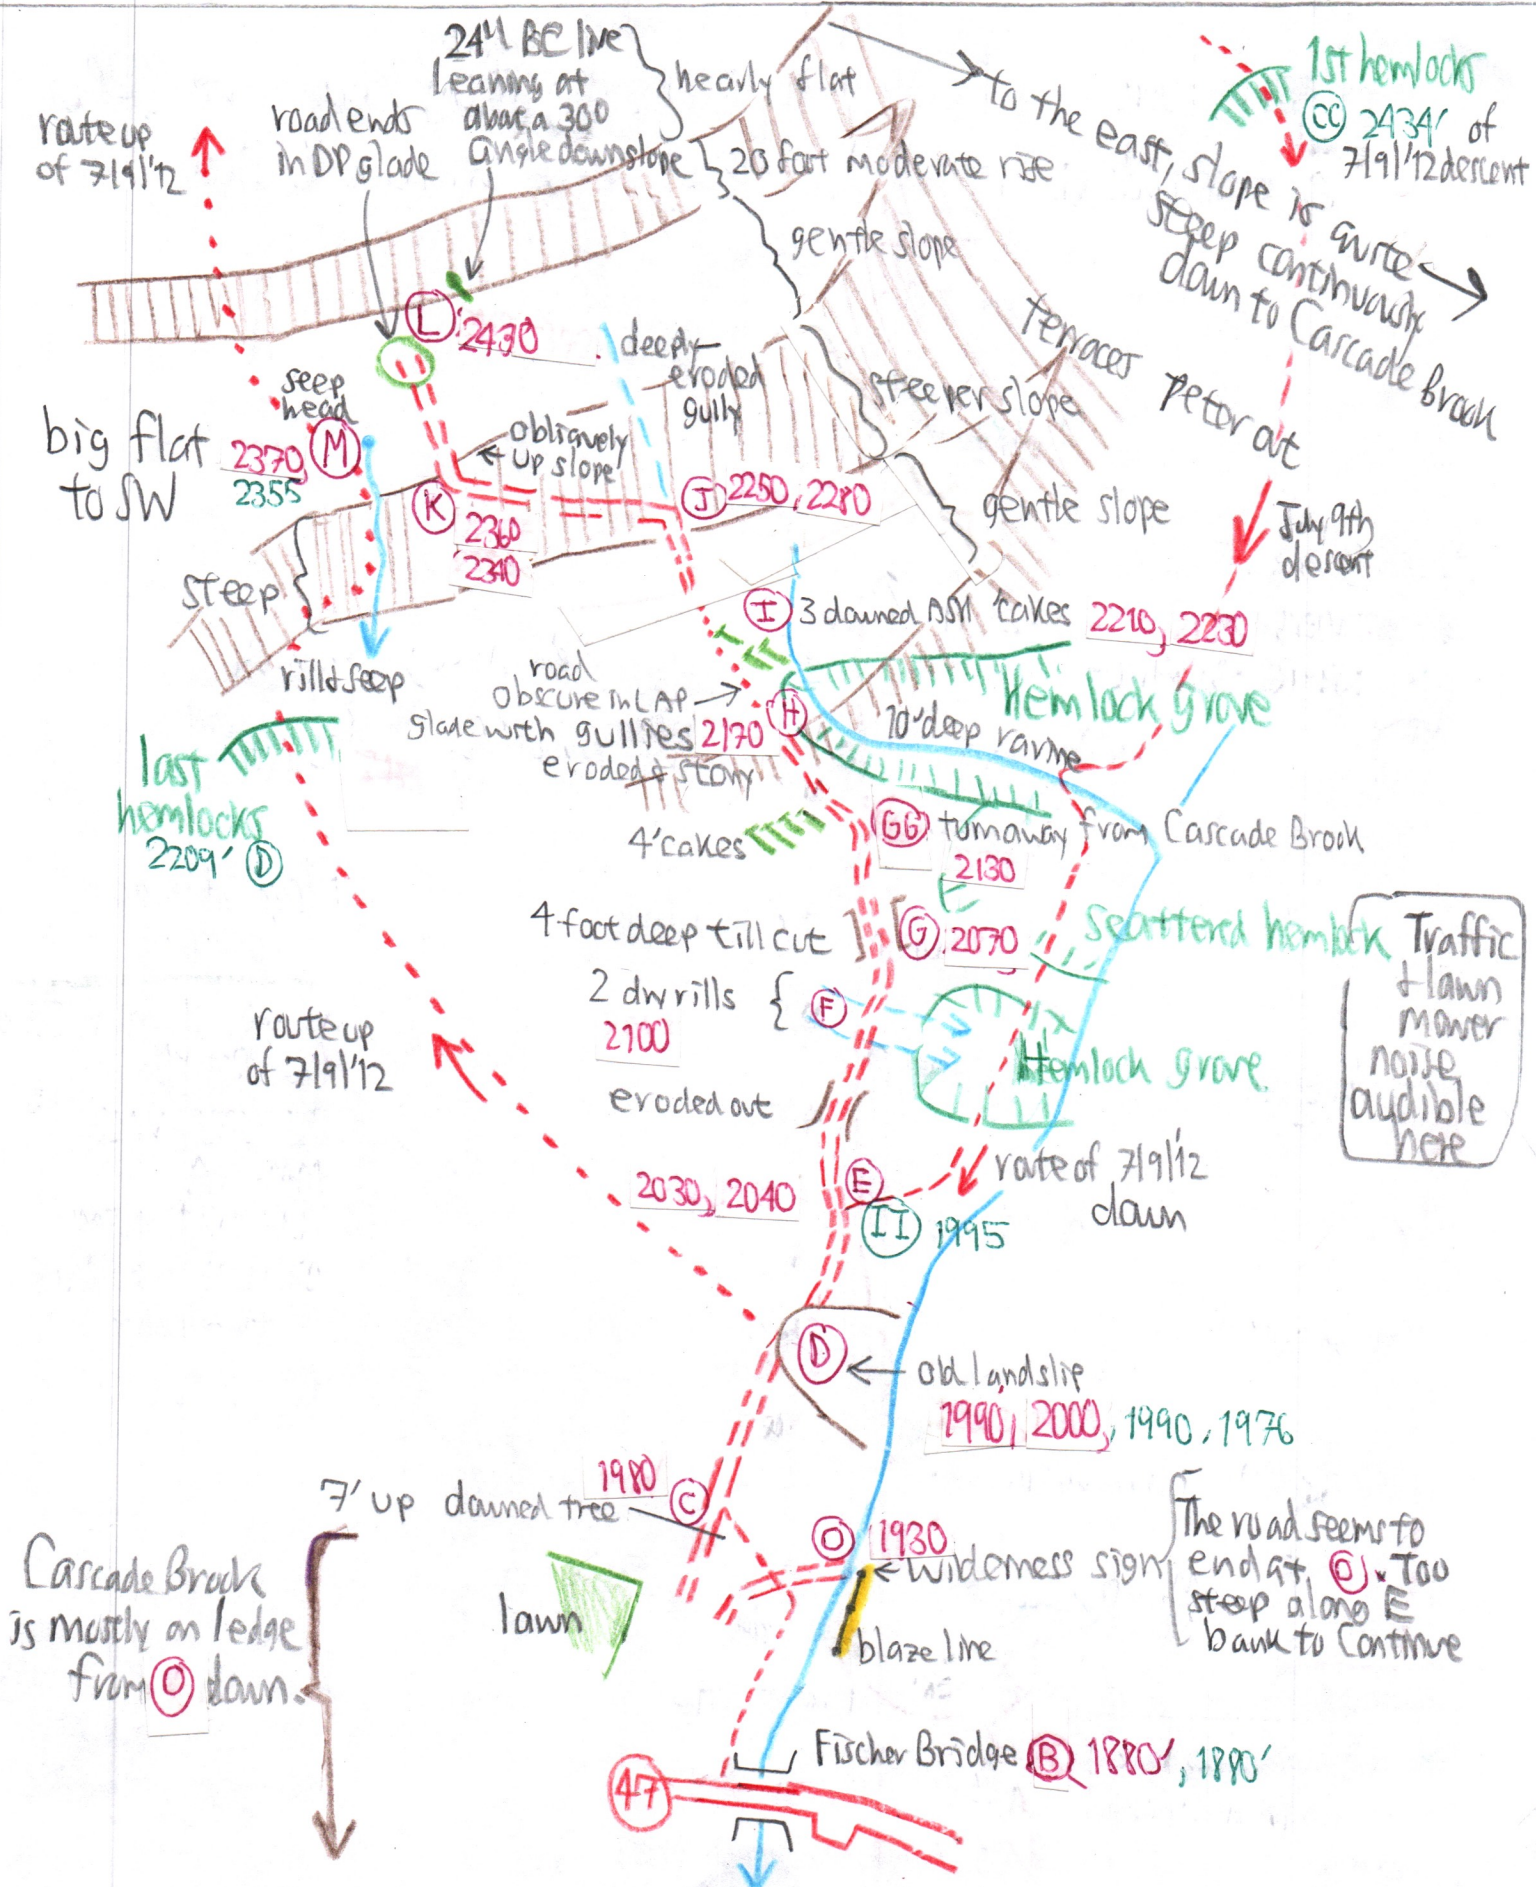 24" BC live
leaning at
about a 30°
angle downslope
nearly flat
20 foot moderate rise
gentle slope
steeper slope
gentle slope
to the east, slope is quite
steep continuously
down to Cascade Brook
1st hemlocks
CC 2434' of
7/9/'12 descent
route up
of 7/9/'12
road ends
in DP glade
L 2430
deeply
eroded
gully
Terraces Peter out
seep
head
big flat
to SW
2370, M
2355
obliquely
up slope
K
2360
2340
J 2250, 2280
July 9th
descent
steep
I 3 downed ASM cakes 2210, 2230
rill & seep
road
obscure in LAP
glade with gullies 2170 H
eroded & stony
Hemlock grove
10' deep ravine
last
hemlocks
2209' D
4' cakes
GG turnaway from Cascade Brook
2130
4 foot deep till cut
G 2070
scattered hemlock
Traffic
& lawn
mower
noise
audible
here
2 dry rills
2100
F
route up
of 7/9/'12
Hemlock grove
eroded out
route of 7/9/'12
down
2030, 2040
E
II 1995
D
old landslip
1990, 2000, 1990, 1976
1980
7' up downed tree
C
O 1930
Wilderness sign
The road seems to
end at O. Too
steep along E
bank to continue
Cascade Brook
is mostly on ledge
from O down.
lawn
blaze line
Fischer Bridge B 1880', 1880'
47